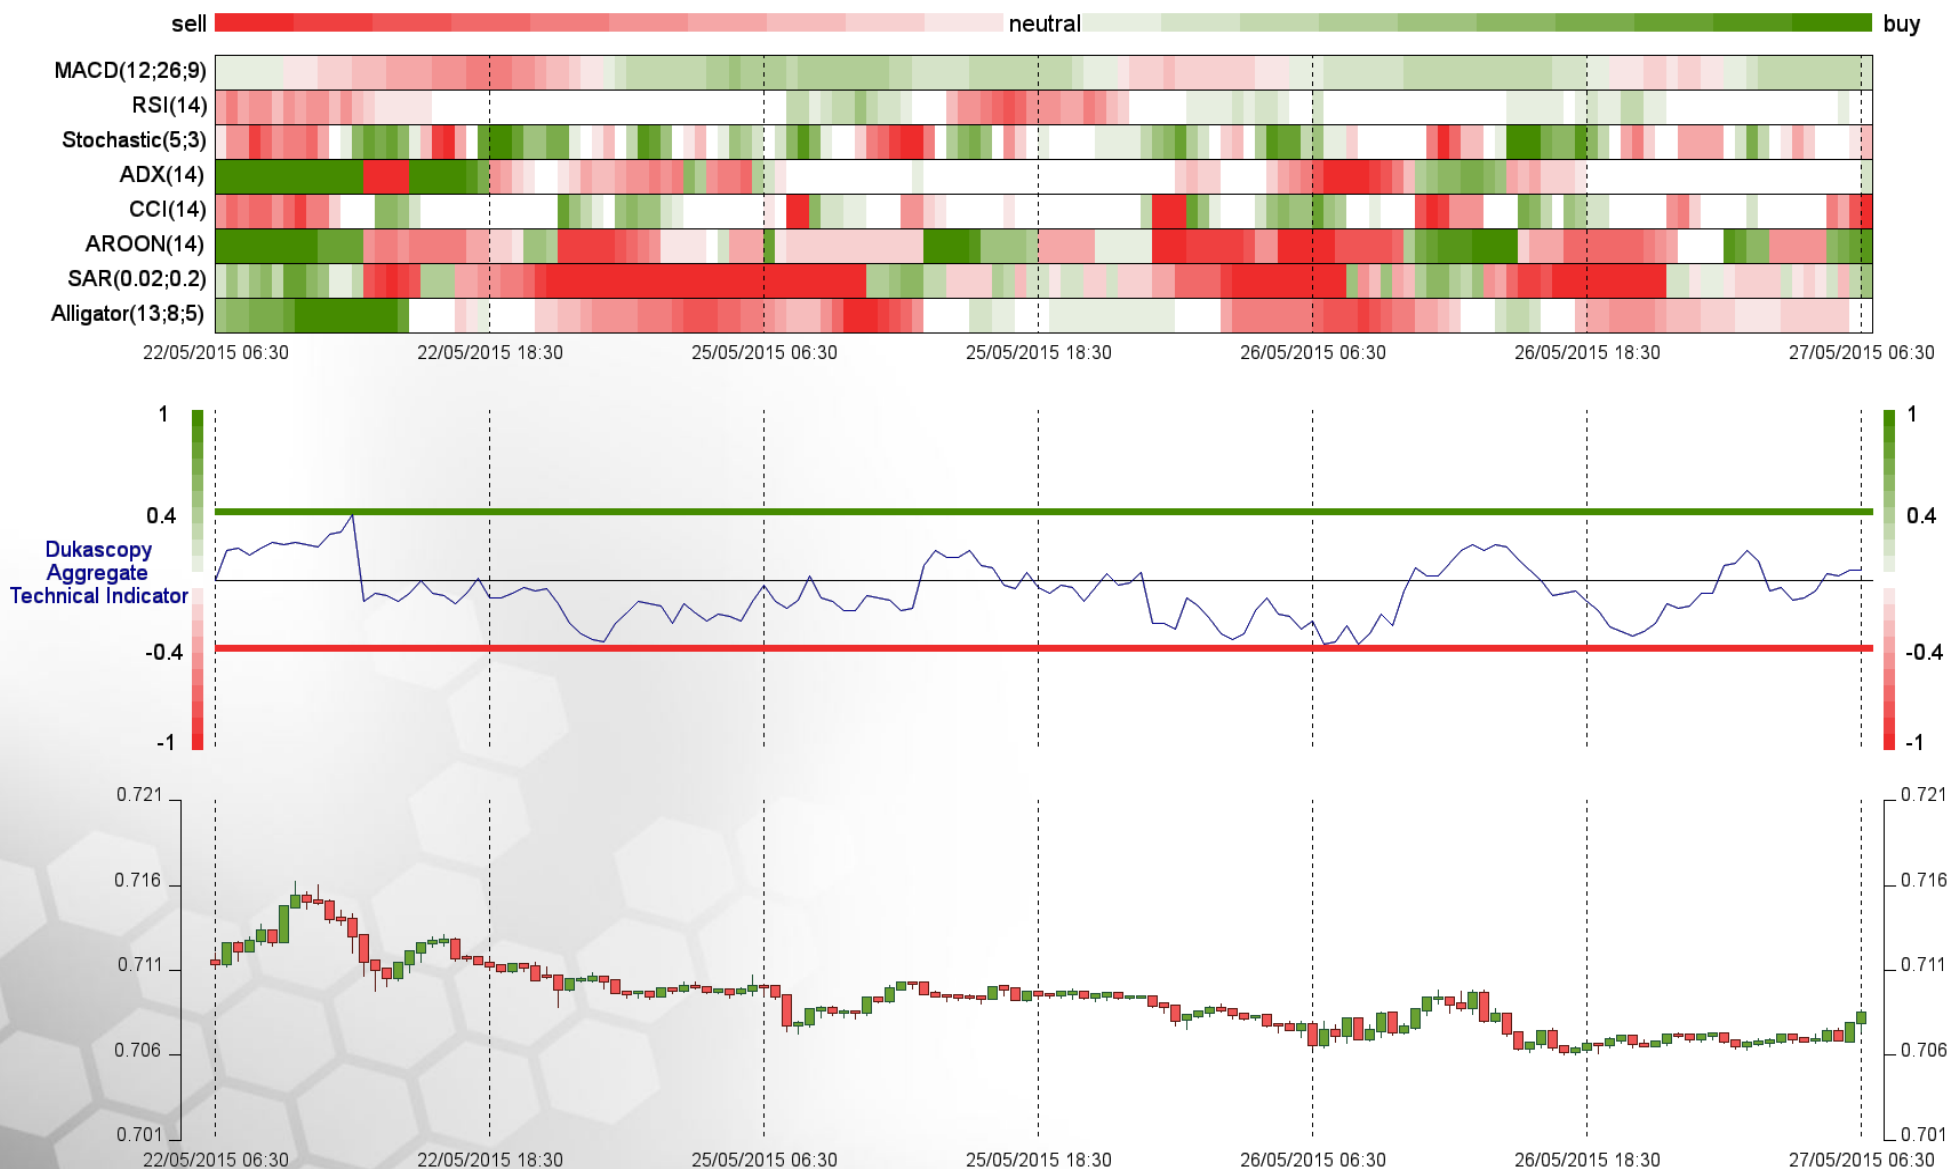 sell neutral buy
MACD(12;26;9)
RSI(14)
Stochastic(5;3)
ADX(14)
CCI(14)
AROON(14)
SAR(0.02;0.2)
Alligator(13;8;5)
22/05/2015 06:30 22/05/2015 18:30 25/05/2015 06:30 25/05/2015 18:30 26/05/2015 06:30 26/05/2015 18:30 27/05/2015 06:30
1 1
0.4 0.4
Dukascopy
Aggregate
Technical Indicator
-0.4 -0.4
-1 -1
0.721 0.721
0.716 0.716
0.711 0.711
0.706 0.706
0.701 0.701
22/05/2015 06:30 22/05/2015 18:30 25/05/2015 06:30 25/05/2015 18:30 26/05/2015 06:30 26/05/2015 18:30 27/05/2015 06:30